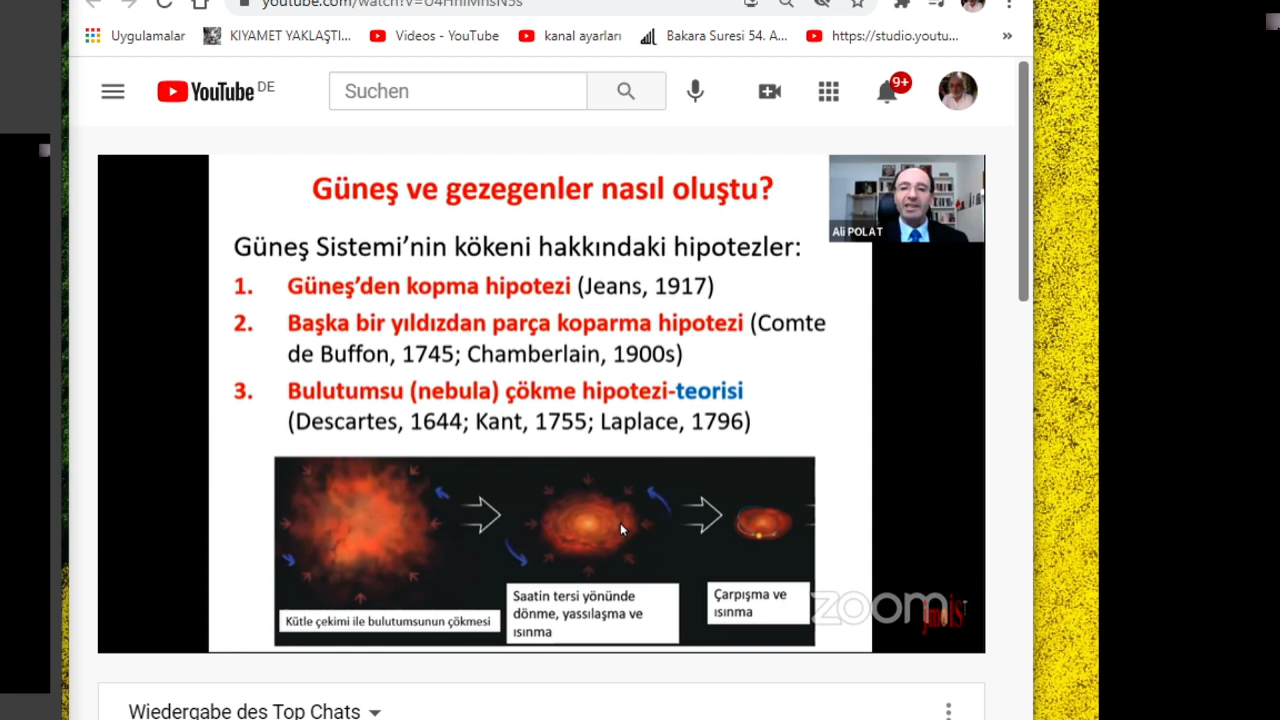 youtube.com/watch?v=U4HnIMnsN5s
Uygulamalar
KIYAMET YAKLAŞTI...
Videos - YouTube
kanal ayarları
Bakara Suresi 54. A...
https://studio.youtu...
»
YouTube DE
Suchen
9+
Güneş ve gezegenler nasıl oluştu?
Ali POLAT
Güneş Sistemi’nin kökeni hakkındaki hipotezler:
1. Güneş’den kopma hipotezi (Jeans, 1917)
2. Başka bir yıldızdan parça koparma hipotezi (Comte
de Buffon, 1745; Chamberlain, 1900s)
3. Bulutumsu (nebula) çökme hipotezi-teorisi
(Descartes, 1644; Kant, 1755; Laplace, 1796)
Kütle çekimi ile bulutumsunun çökmesi
Saatin tersi yönünde
dönme, yassılaşma ve
ısınma
Çarpışma ve
ısınma
zoom
Wiedergabe des Top Chats